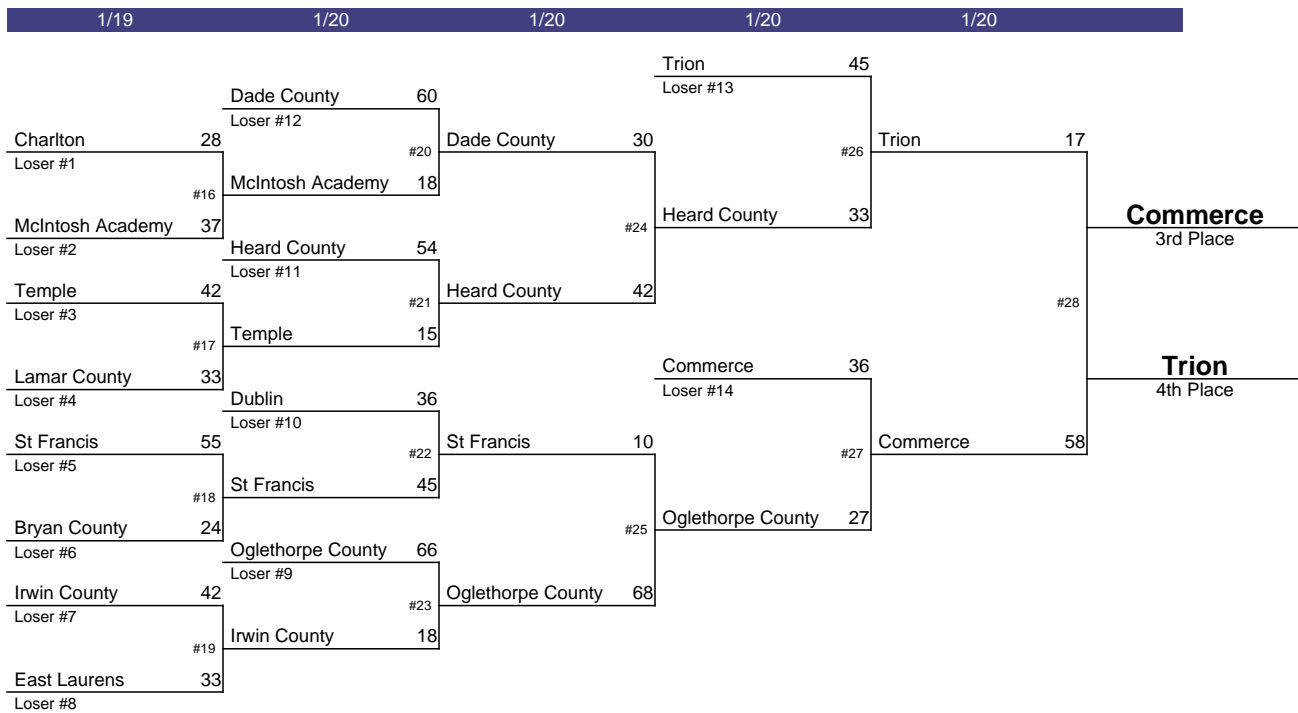 1/19 1/20 1/20 1/20 1/20
Trion 45
Loser #13
Dade County 60
Loser #12
Charlton 28
Loser #1
#20
Dade County 30
#26
Trion 17
#16
McIntosh Academy 18
McIntosh Academy 37
Loser #2
#24
Heard County 33
Commerce
3rd Place
Heard County 54
Loser #11
Temple 42
Loser #3
#21
Heard County 42
#28
#17
Temple 15
Lamar County 33
Loser #4
Commerce 36
Loser #14
Trion
4th Place
Dublin 36
Loser #10
St Francis 55
Loser #5
#22
St Francis 10
#27
Commerce 58
#18
St Francis 45
Bryan County 24
Loser #6
#25
Oglethorpe County 27
Oglethorpe County 66
Loser #9
Irwin County 42
Loser #7
#23
Oglethorpe County 68
#19
Irwin County 18
East Laurens 33
Loser #8